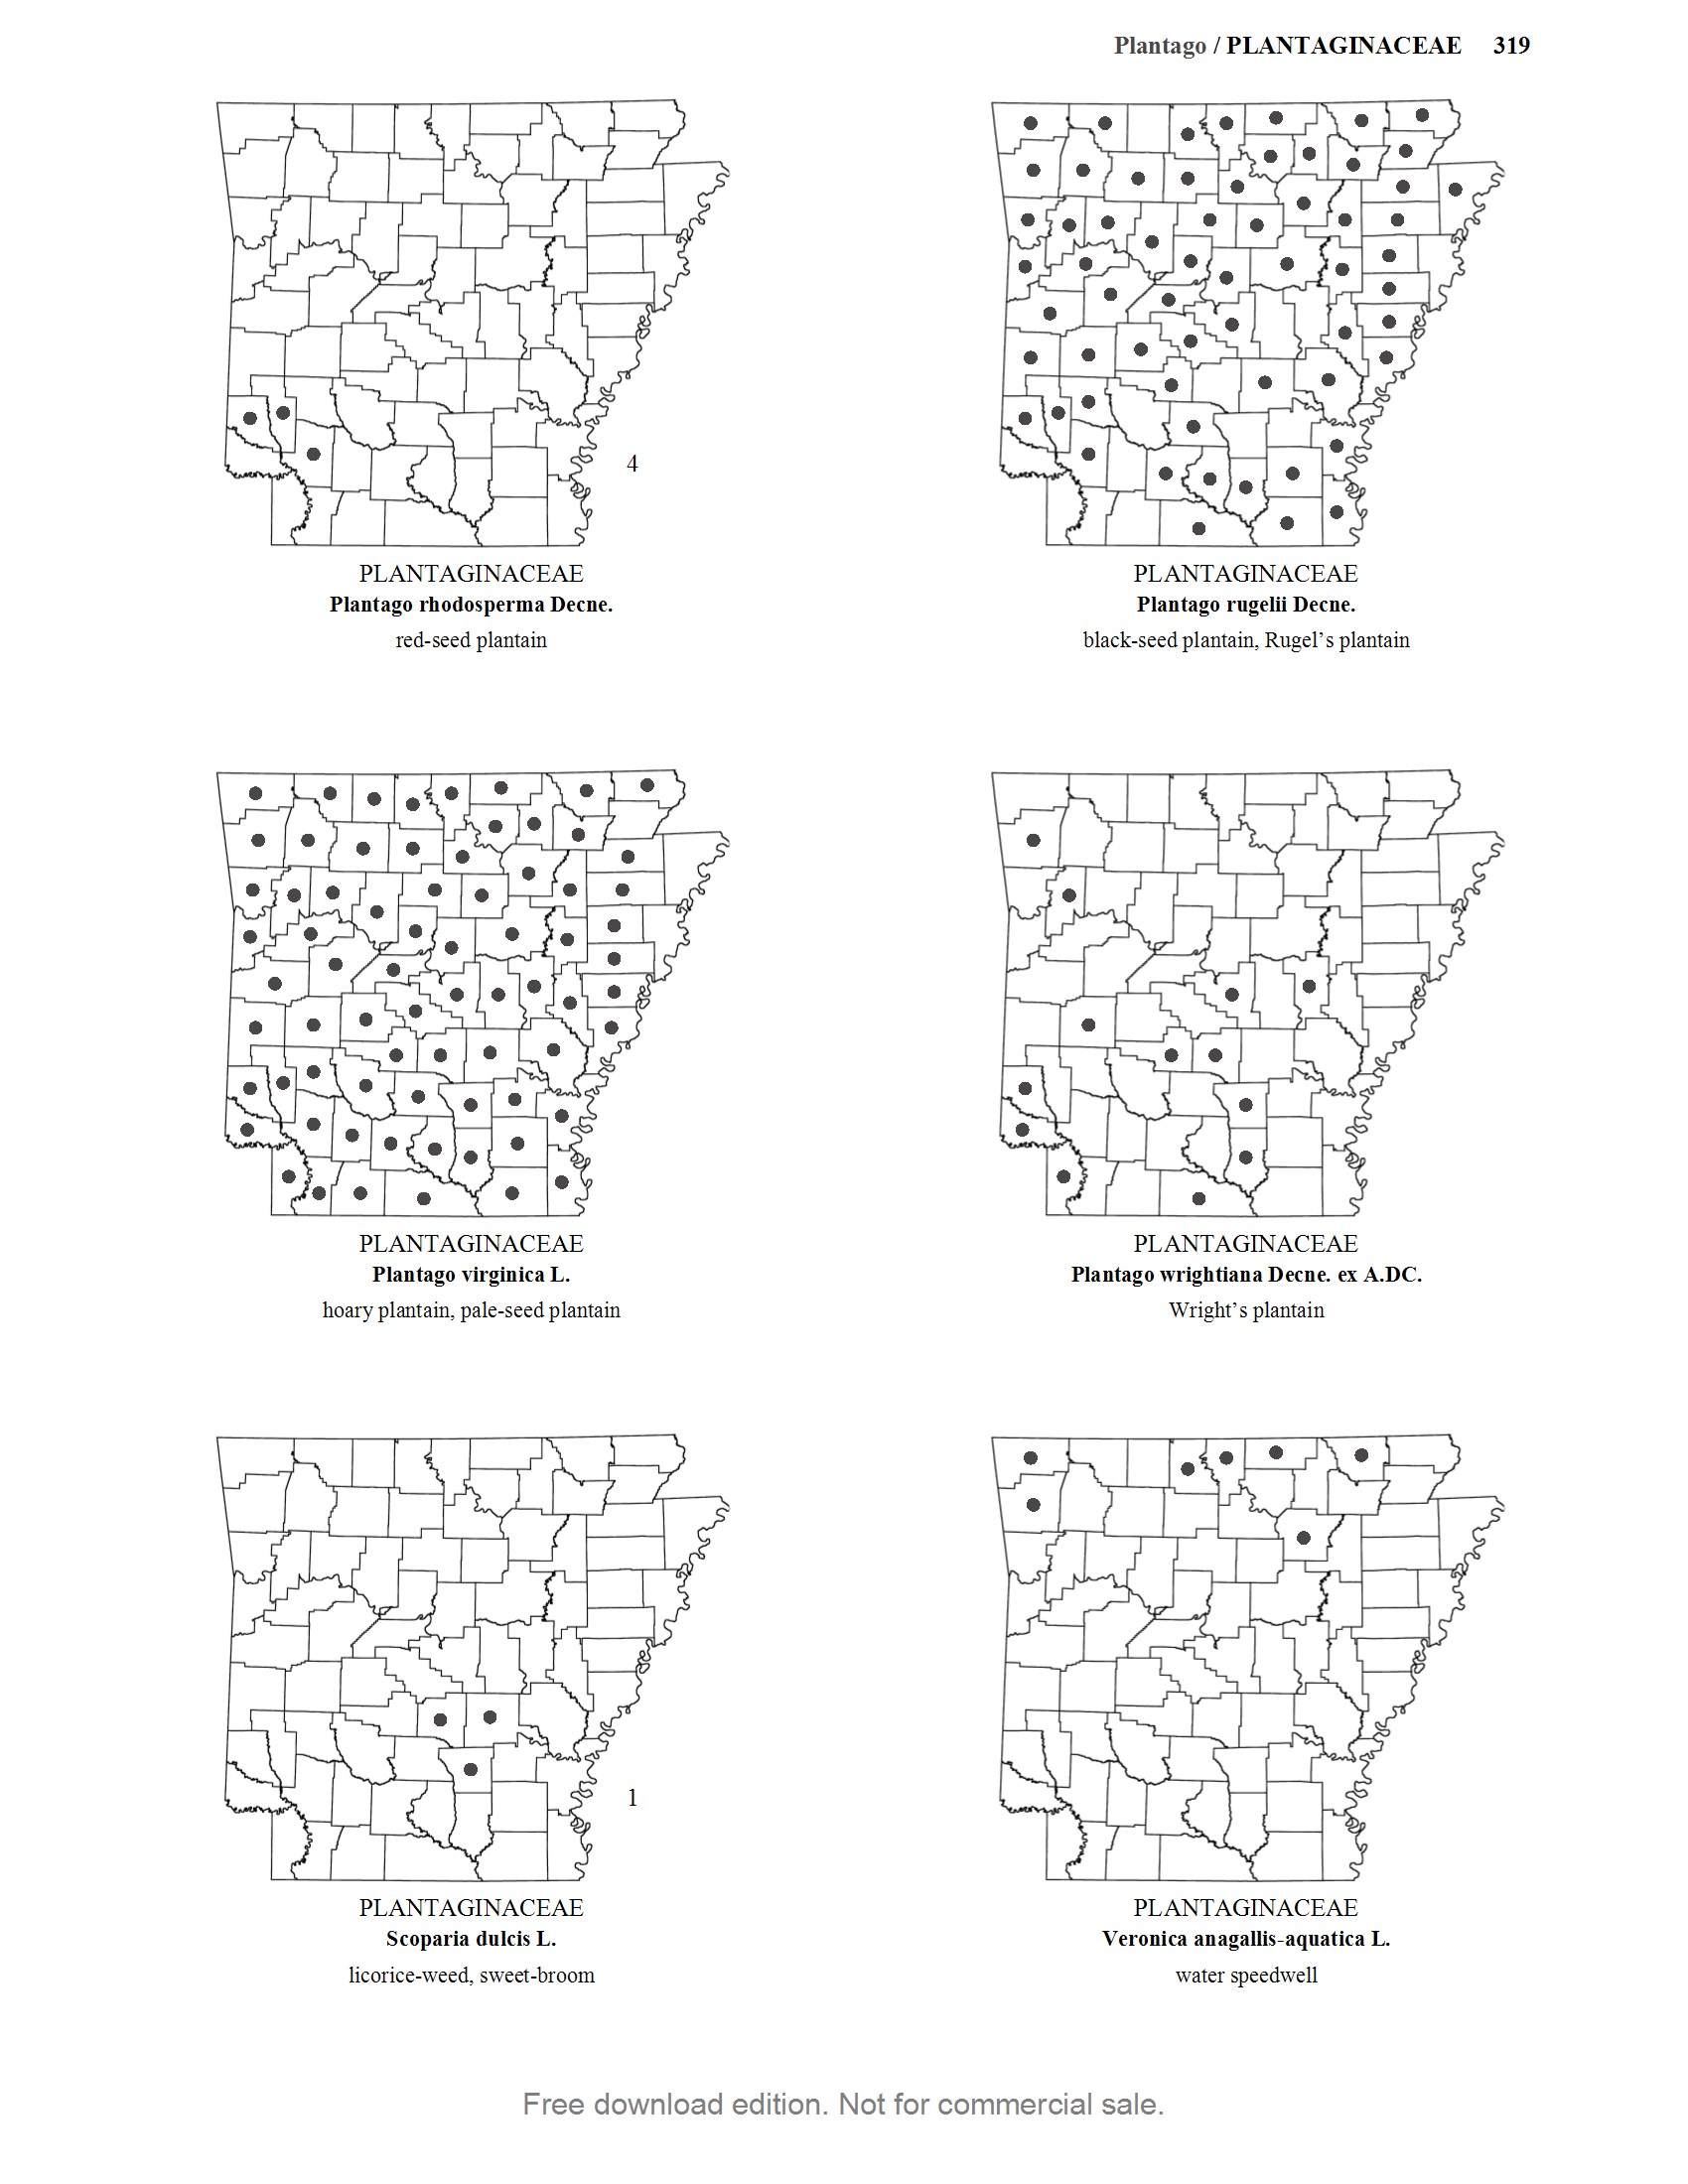 Plantago / PLANTAGINACEAE 319
4
PLANTAGINACEAE
Plantago rhodosperma Decne.
red-seed plantain
PLANTAGINACEAE
Plantago rugelii Decne.
black-seed plantain, Rugel’s plantain
PLANTAGINACEAE
Plantago virginica L.
hoary plantain, pale-seed plantain
PLANTAGINACEAE
Plantago wrightiana Decne. ex A.DC.
Wright’s plantain
1
PLANTAGINACEAE
Scoparia dulcis L.
licorice-weed, sweet-broom
PLANTAGINACEAE
Veronica anagallis-aquatica L.
water speedwell
Free download edition. Not for commercial sale.